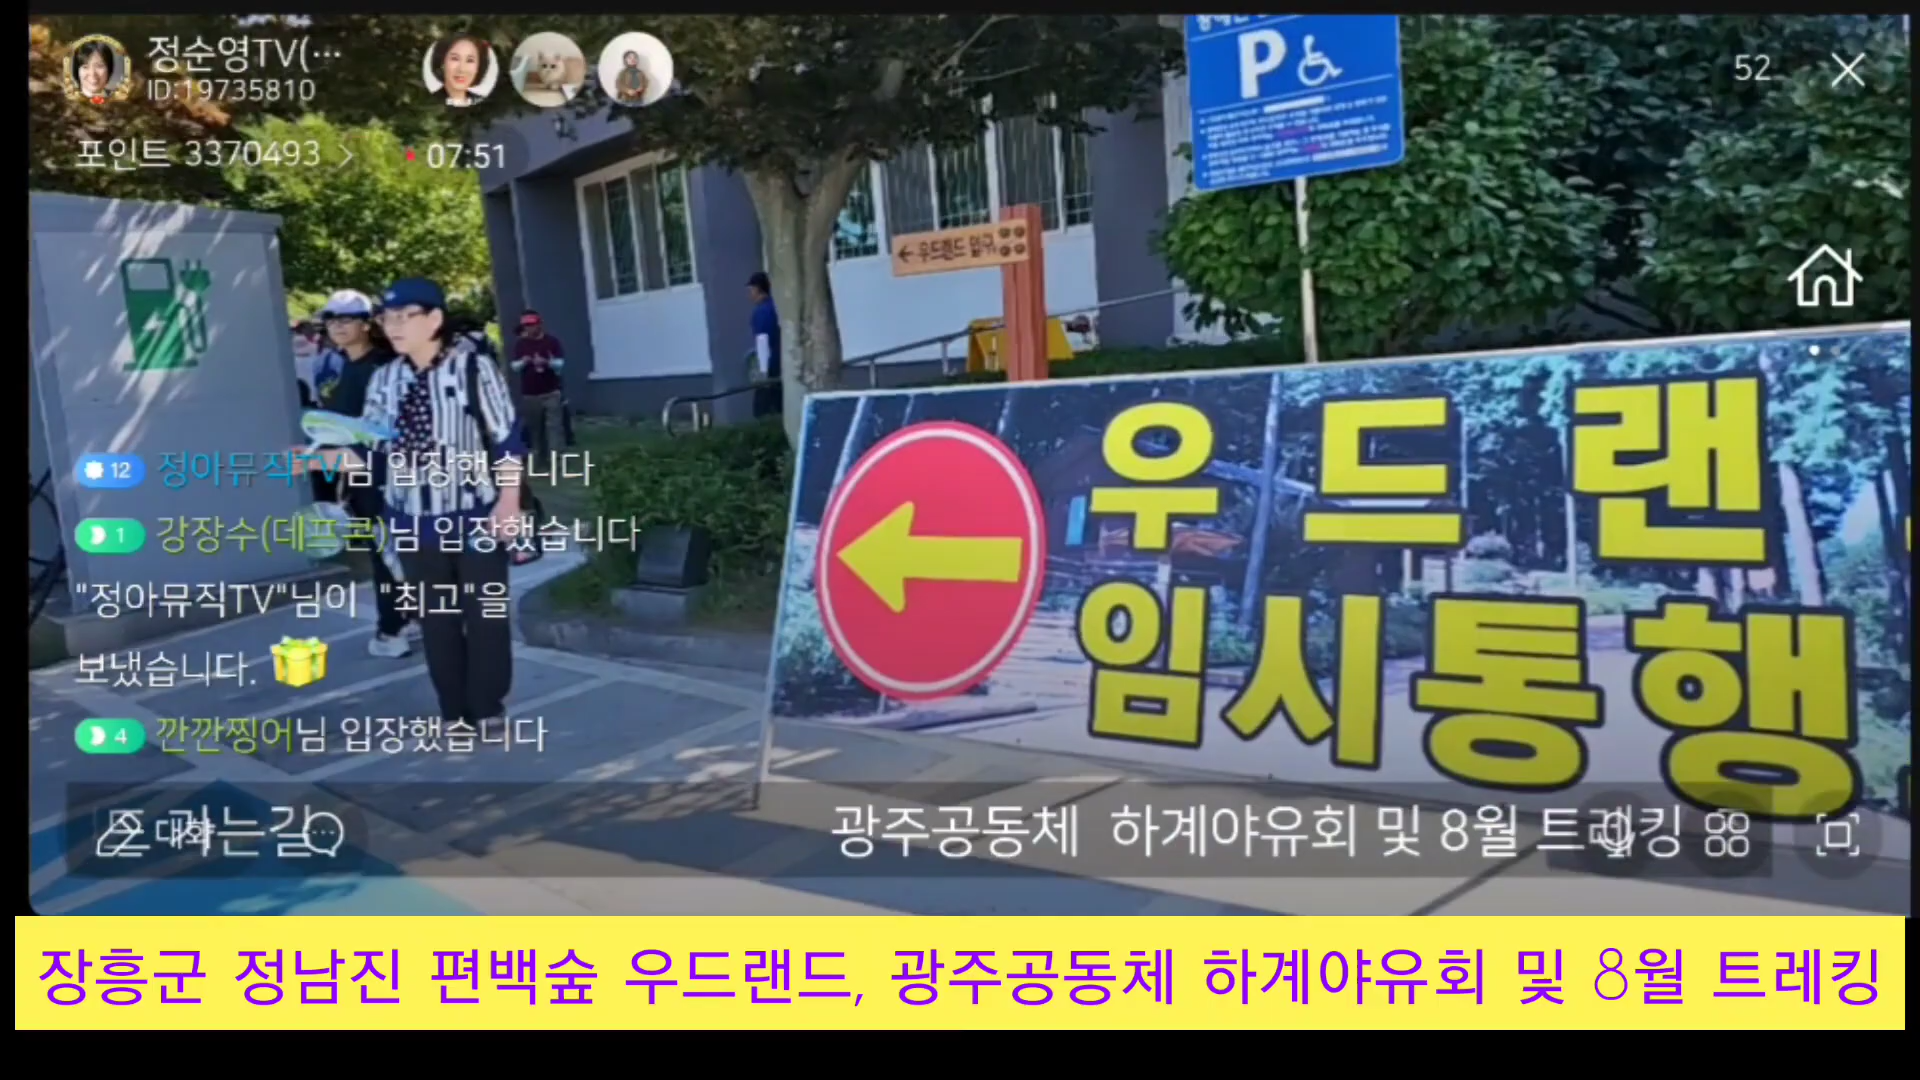 정순영TV(…
ID:19735810
포인트 3370493 >
07:51
52
P
← 우드랜드 입구
우드랜
임시통행
12 정아뮤직TV님 입장했습니다
1 강장수(데프콘)님 입장했습니다
"정아뮤직TV"님이 "최고"을
보냈습니다.
4 깐깐찡어님 입장했습니다
대화
는길
광주공동체 하계야유회 및 8월 트레킹
장흥군 정남진 편백숲 우드랜드, 광주공동체 하계야유회 및 8월 트레킹